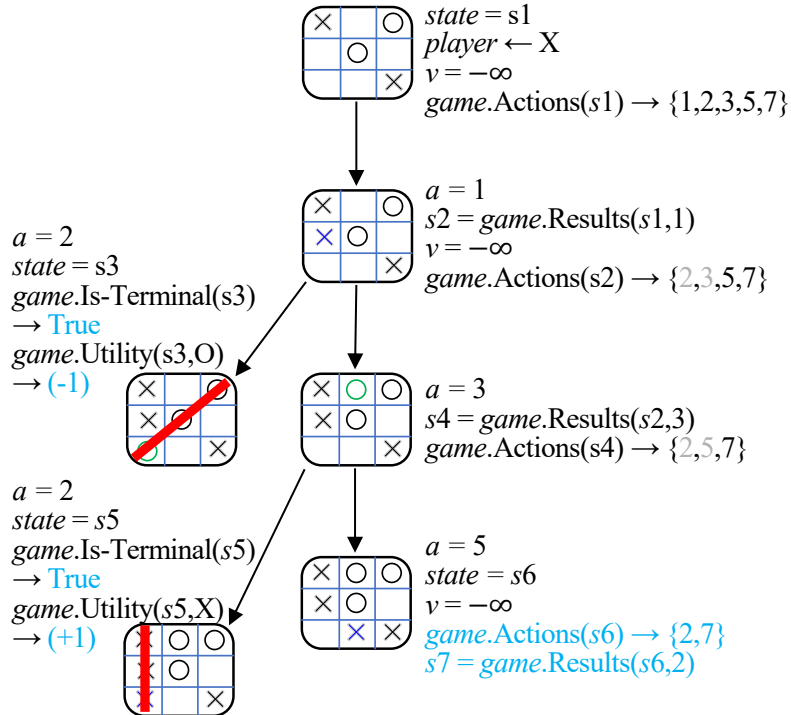 state = s1
player ← X
v = −∞
game.Actions(s1) → {1,2,3,5,7}
a = 1
s2 = game.Results(s1,1)
v = −∞
game.Actions(s2) → {2,3,5,7}
a = 2
state = s3
game.Is-Terminal(s3)
→ True
game.Utility(s3,O)
→ (-1)
a = 3
s4 = game.Results(s2,3)
game.Actions(s4) → {2,5,7}
a = 2
state = s5
game.Is-Terminal(s5)
→ True
game.Utility(s5,X)
→ (+1)
a = 5
state = s6
v = −∞
game.Actions(s6) → {2,7}
s7 = game.Results(s6,2)